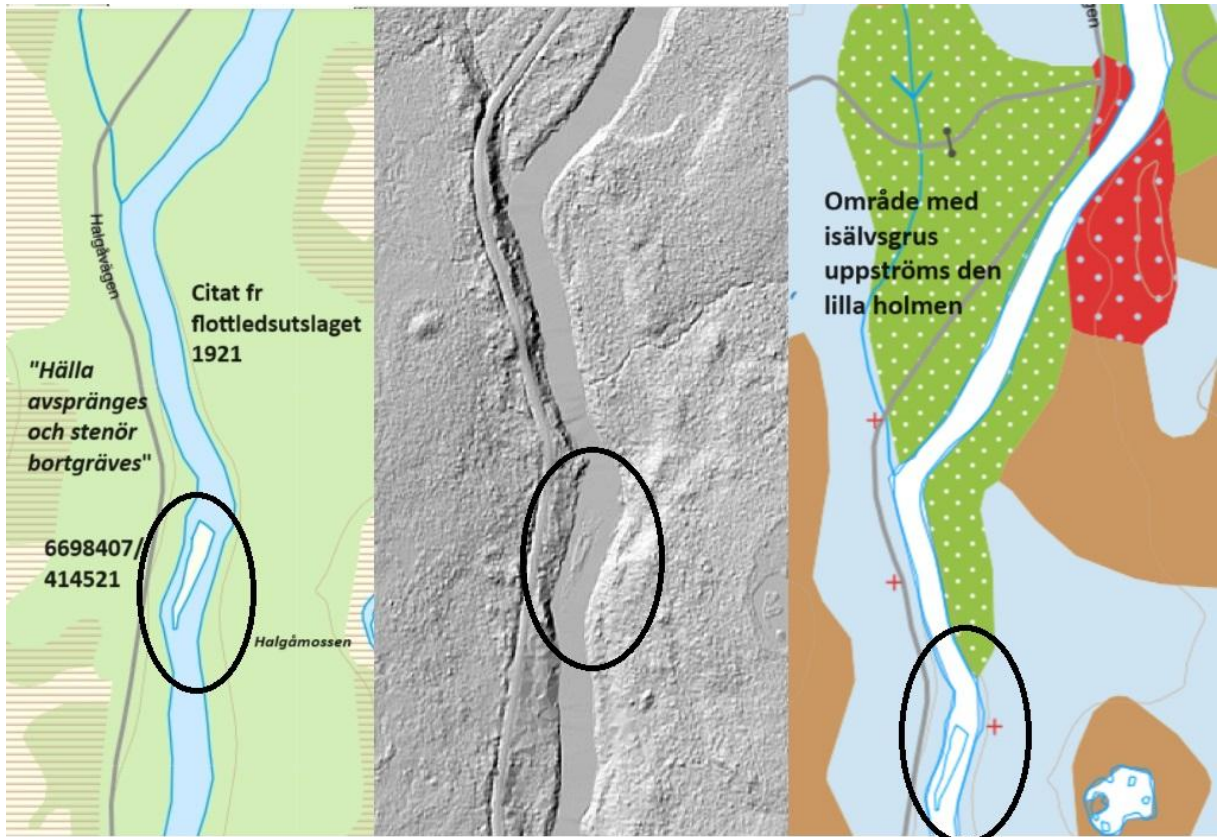 Halgåvägen
Citat fr
flottledsutslaget
1921
"Hälla
avspränges
och stenör
bortgräves"
6698407/
414521
Halgåmossen
gen
Område med
isälvsgrus
uppströms den
lilla holmen